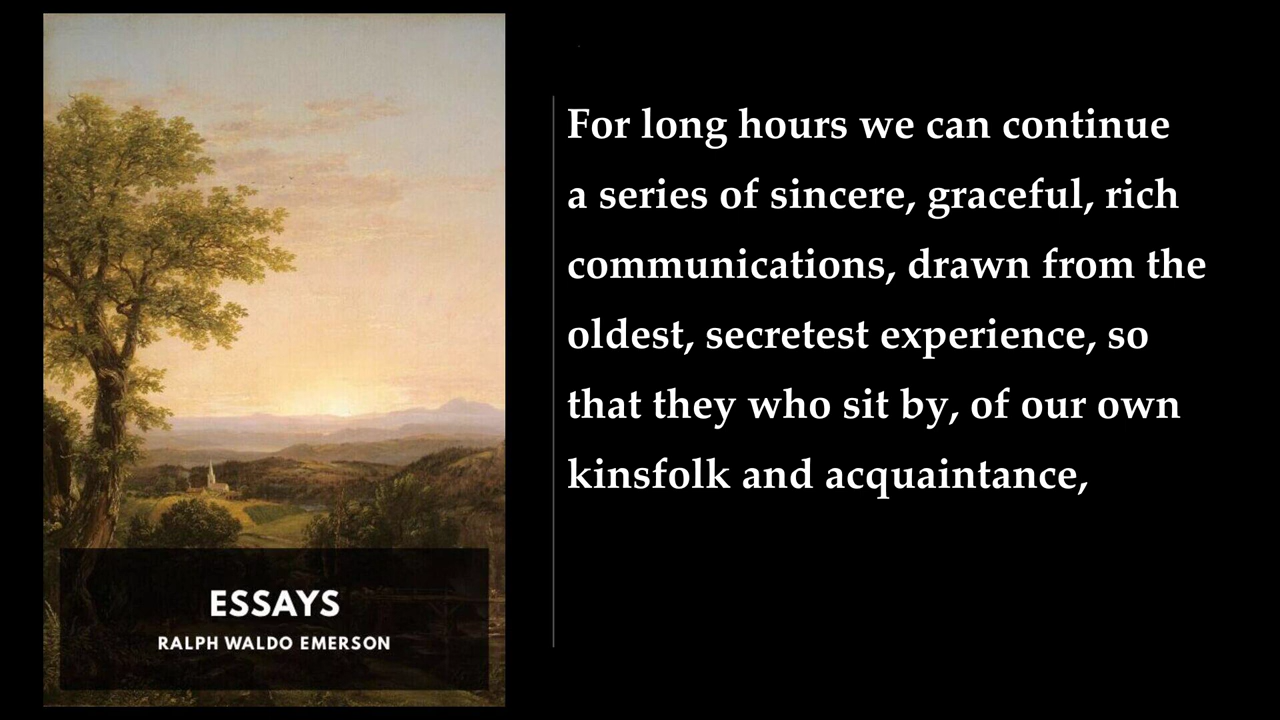 ESSAYS
RALPH WALDO EMERSON
For long hours we can continue
a series of sincere, graceful, rich
communications, drawn from the
oldest, secretest experience, so
that they who sit by, of our own
kinsfolk and acquaintance,